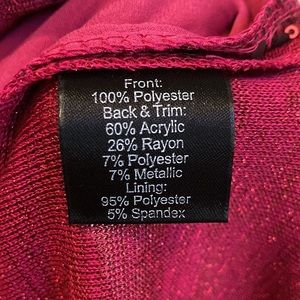 Front:
100% Polyester
Back & Trim:
60% Acrylic
26% Rayon
7% Polyester
7% Metallic
Lining:
95% Polyester
5% Spandex